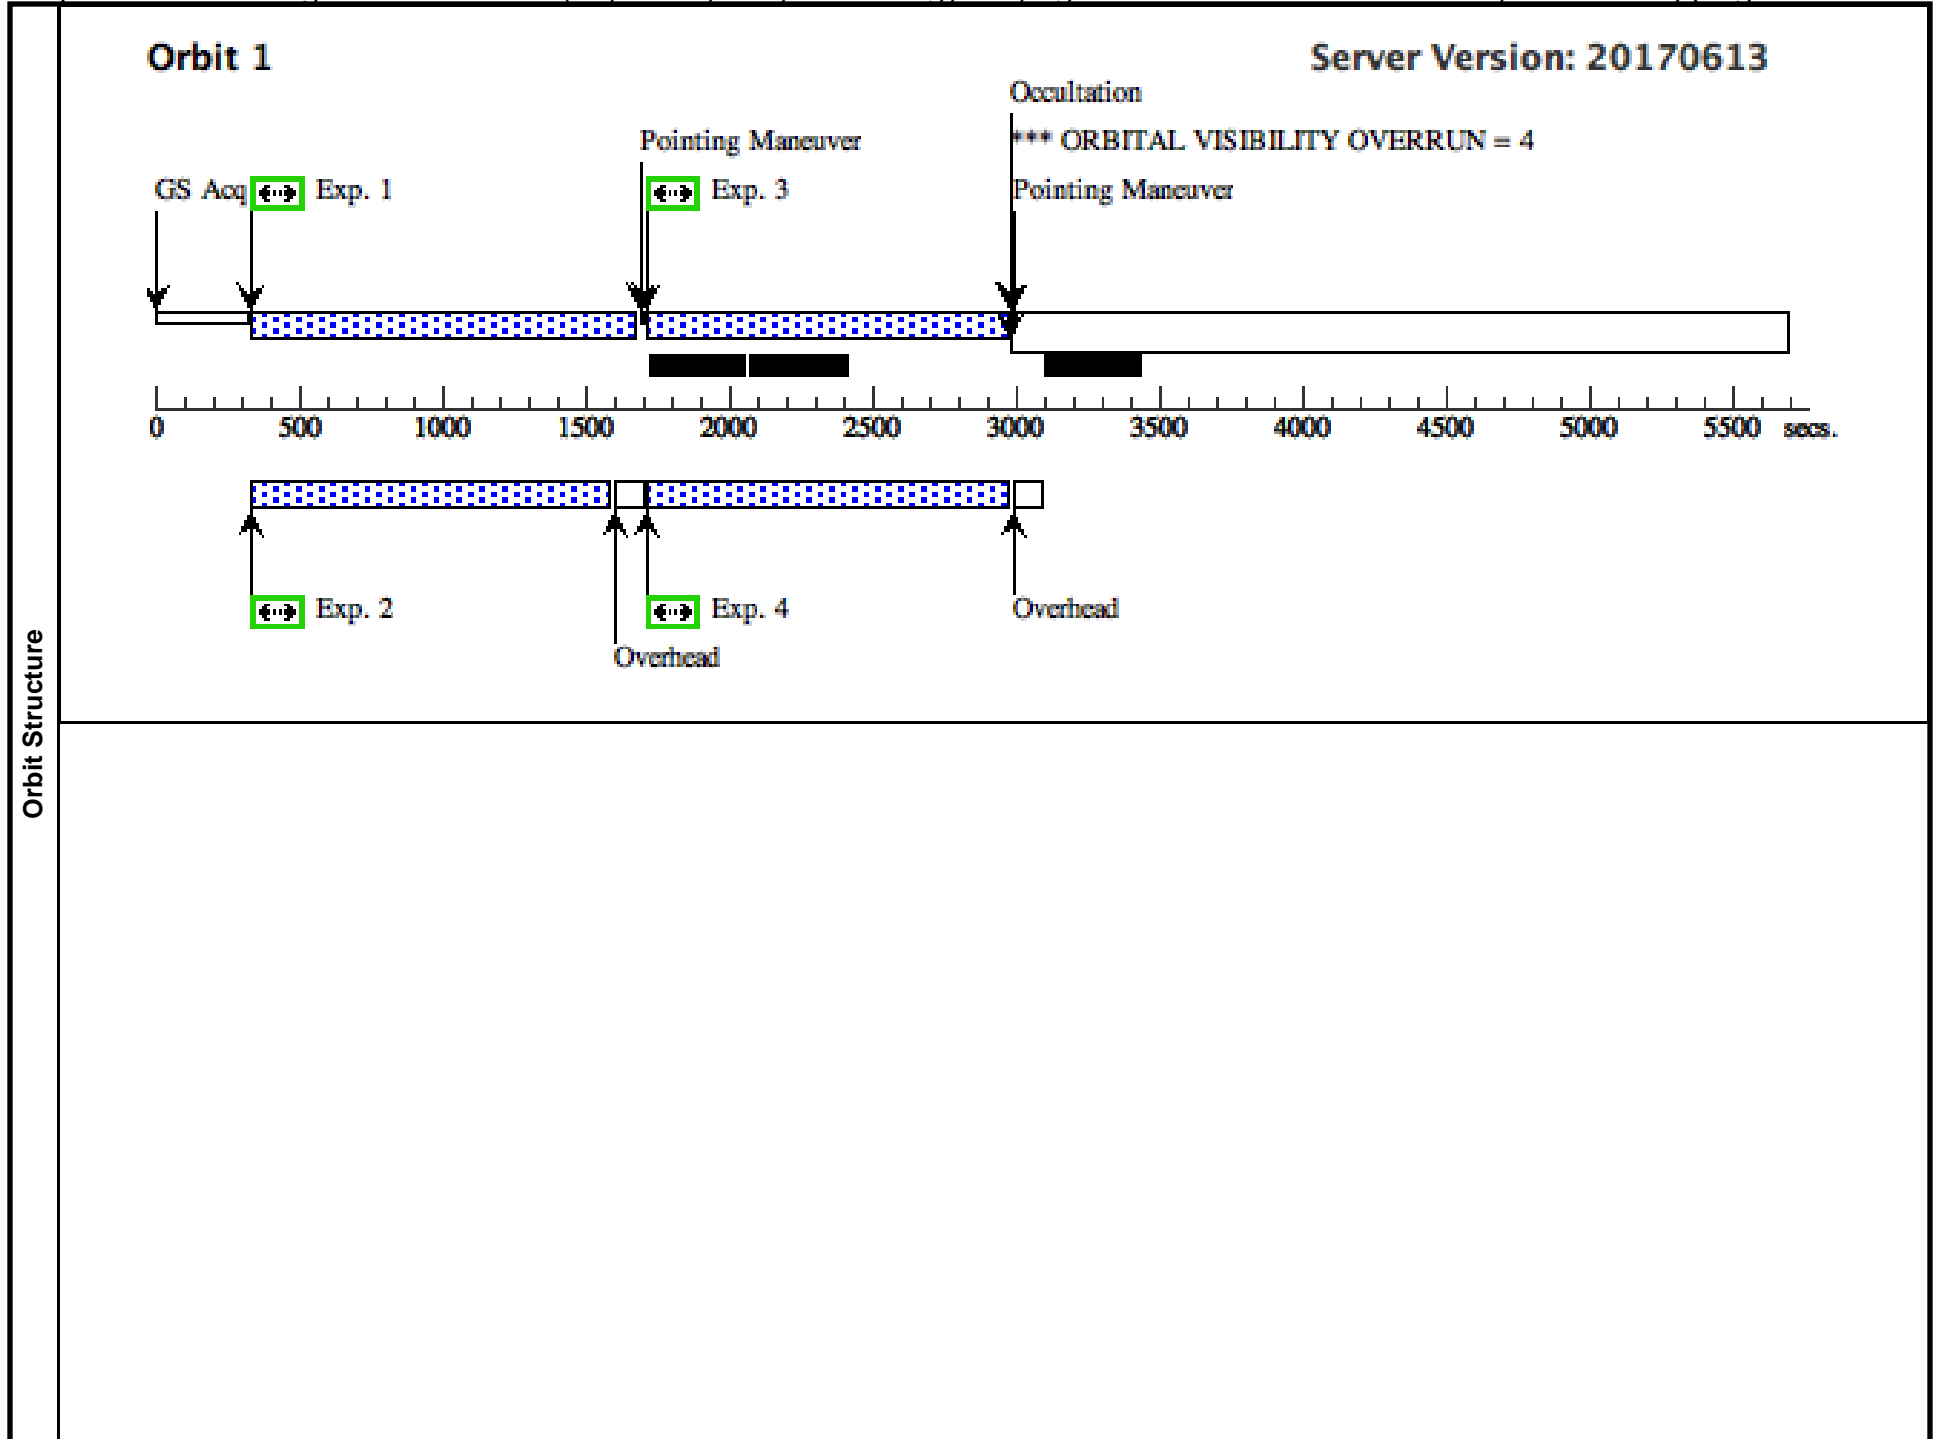 Orbit 1
Server Version: 20170613
Occultation
Pointing Maneuver
*** ORBITAL VISIBILITY OVERRUN = 4
GS Acq
Exp. 1
Exp. 3
Pointing Maneuver
0 500 1000 1500 2000 2500 3000 3500 4000 4500 5000 5500 secs.
Exp. 2
Exp. 4
Overhead
Overhead
Orbit Structure